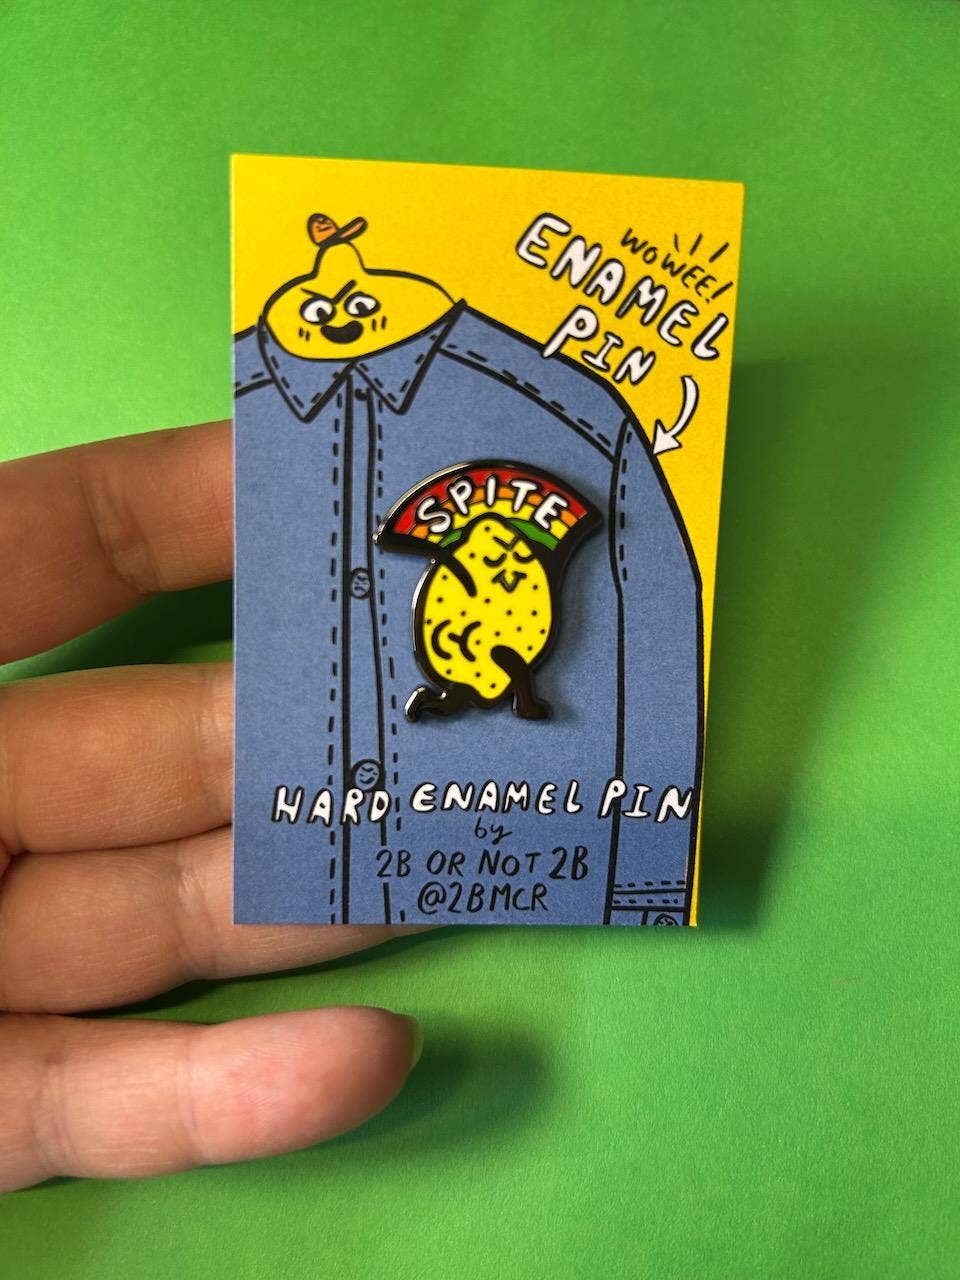 WOWEE!
ENAMEL
PIN
SPITE
HARD ENAMEL PIN
by
2B OR NOT 2B
@2BMCR